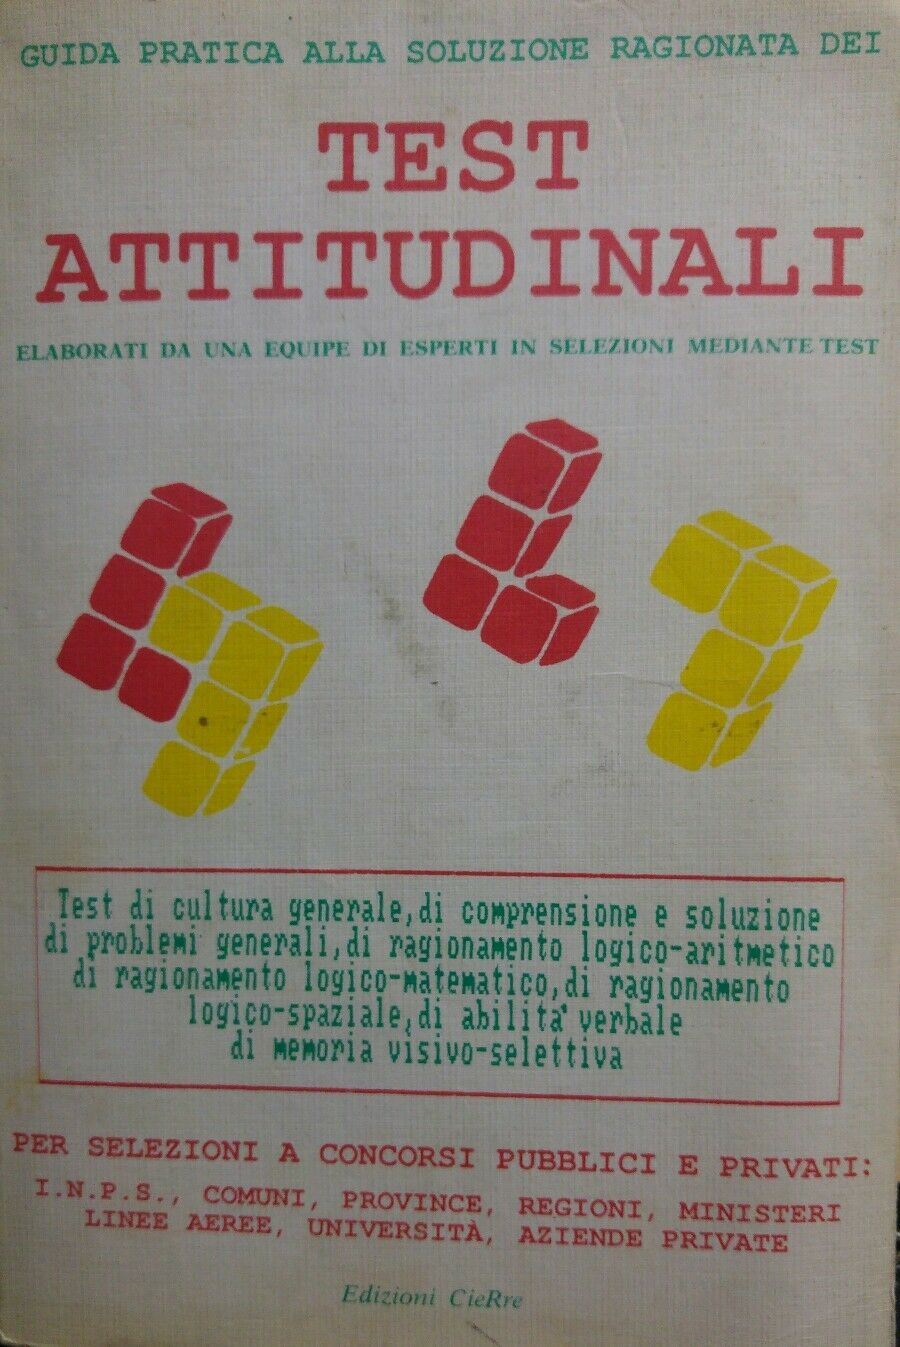 GUIDA PRATICA ALLA SOLUZIONE RAGIONATA DEI
TEST
ATTITUDINALI
ELABORATI DA UNA EQUIPE DI ESPERTI IN SELEZIONI MEDIANTE TEST
Test di cultura generale, di comprensione e soluzione
di problemi generali, di ragionamento logico-aritmetico
di ragionamento logico-matematico, di ragionamento
logico-spaziale, di abilità verbale
di memoria visivo-selettiva
PER SELEZIONI A CONCORSI PUBBLICI E PRIVATI:
I.N.P.S., COMUNI, PROVINCE, REGIONI, MINISTERI
LINEE AEREE, UNIVERSITÀ, AZIENDE PRIVATE
Edizioni CieRre